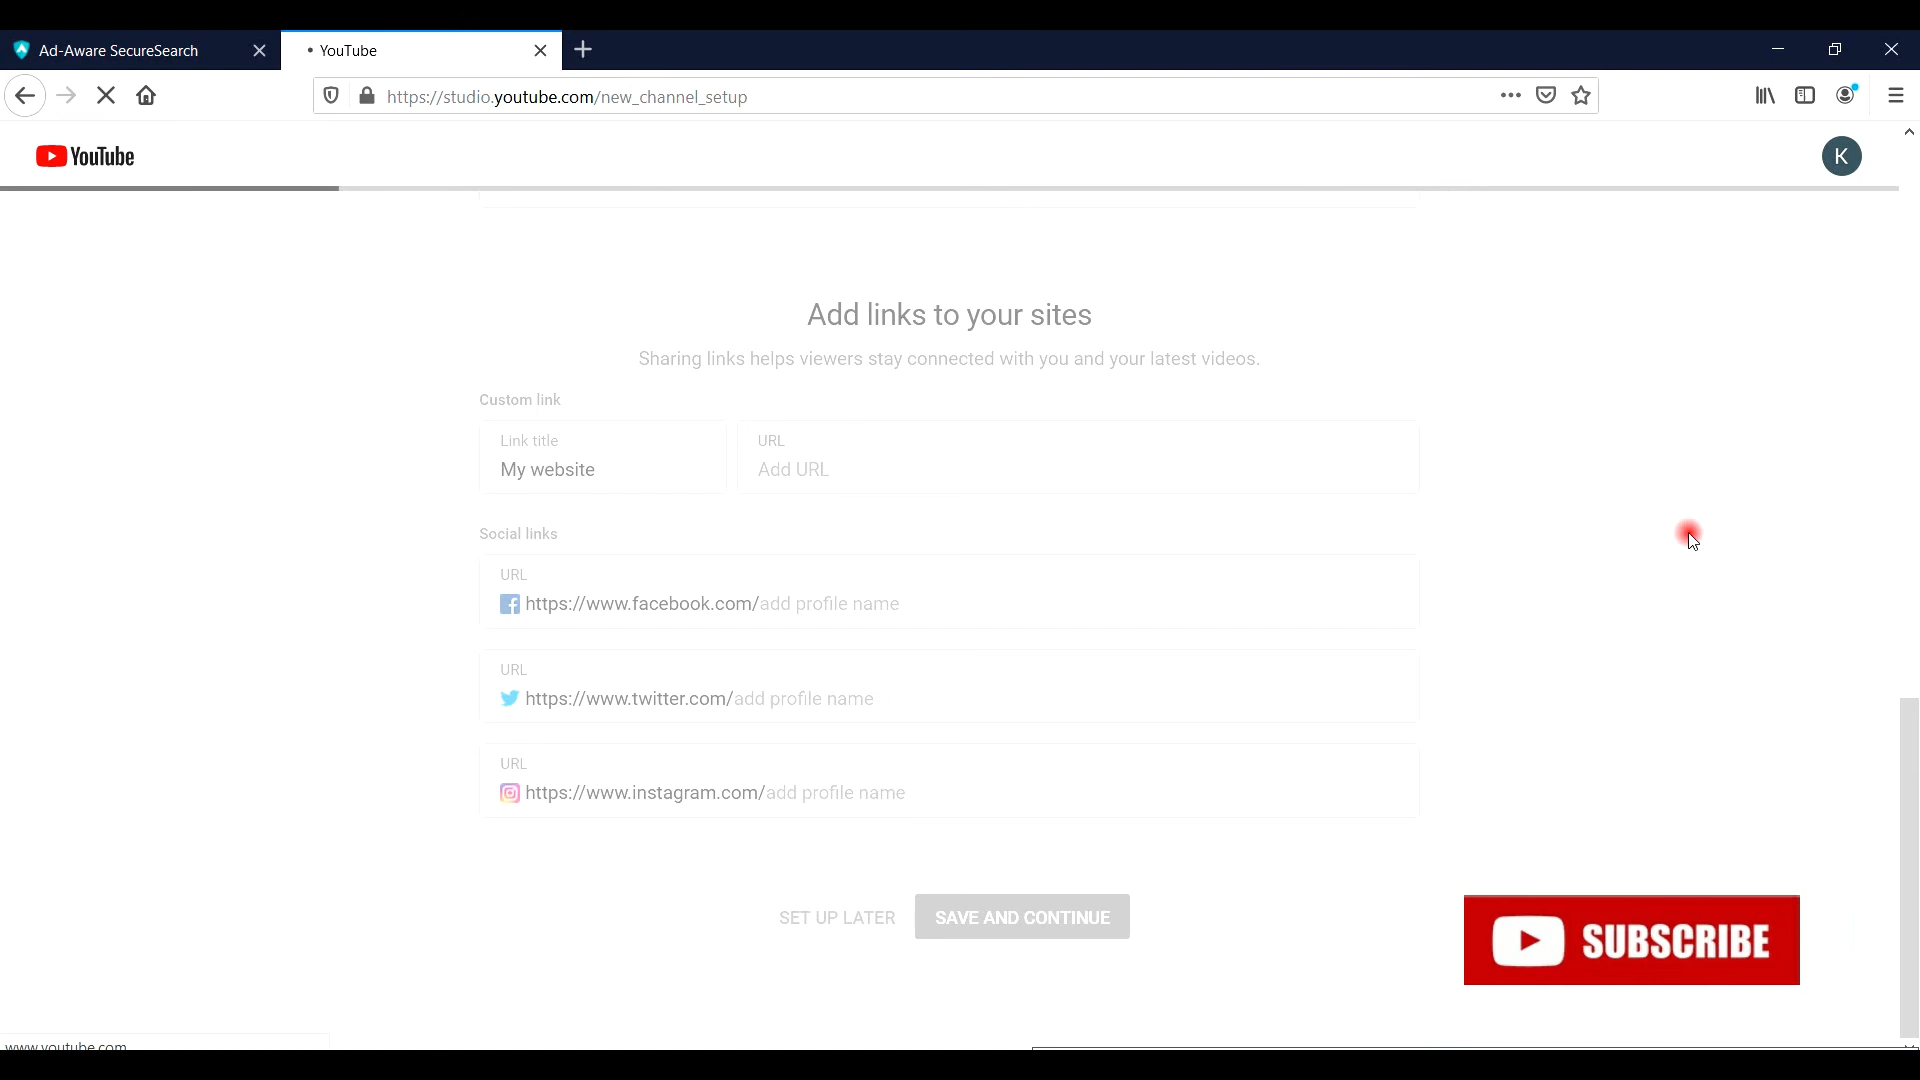 Ad-Aware SecureSearch
• YouTube
https://studio.youtube.com/new_channel_setup
YouTube
K
Add links to your sites
Sharing links helps viewers stay connected with you and your latest videos.
Custom link
Link title
URL
My website
Add URL
Social links
URL
https://www.facebook.com/add profile name
URL
https://www.twitter.com/add profile name
URL
https://www.instagram.com/add profile name
SET UP LATER
SAVE AND CONTINUE
SUBSCRIBE
www.youtube.com